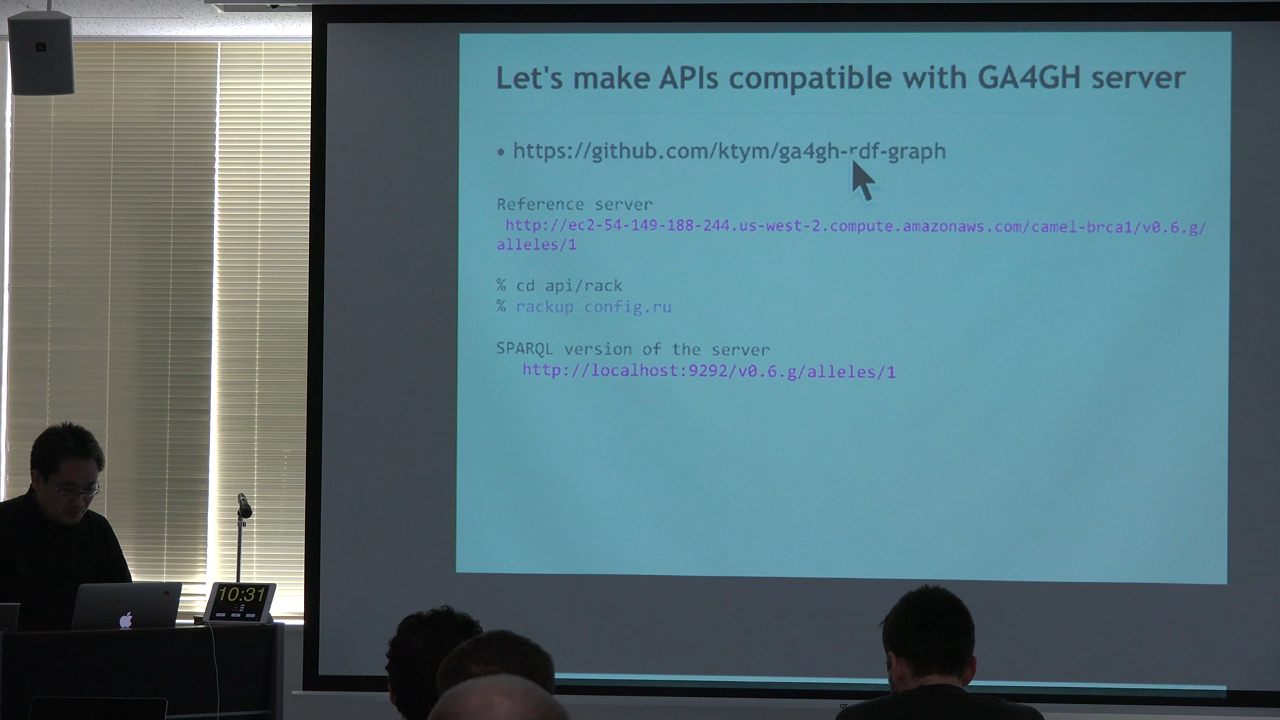 Let's make APIs compatible with GA4GH server
• https://github.com/ktym/ga4gh-rdf-graph
Reference server
http://ec2-54-149-188-244.us-west-2.compute.amazonaws.com/camel-brca1/v0.6.g/
alleles/1
% cd api/rack
% rackup config.ru
SPARQL version of the server
http://localhost:9292/v0.6.g/alleles/1
10:31